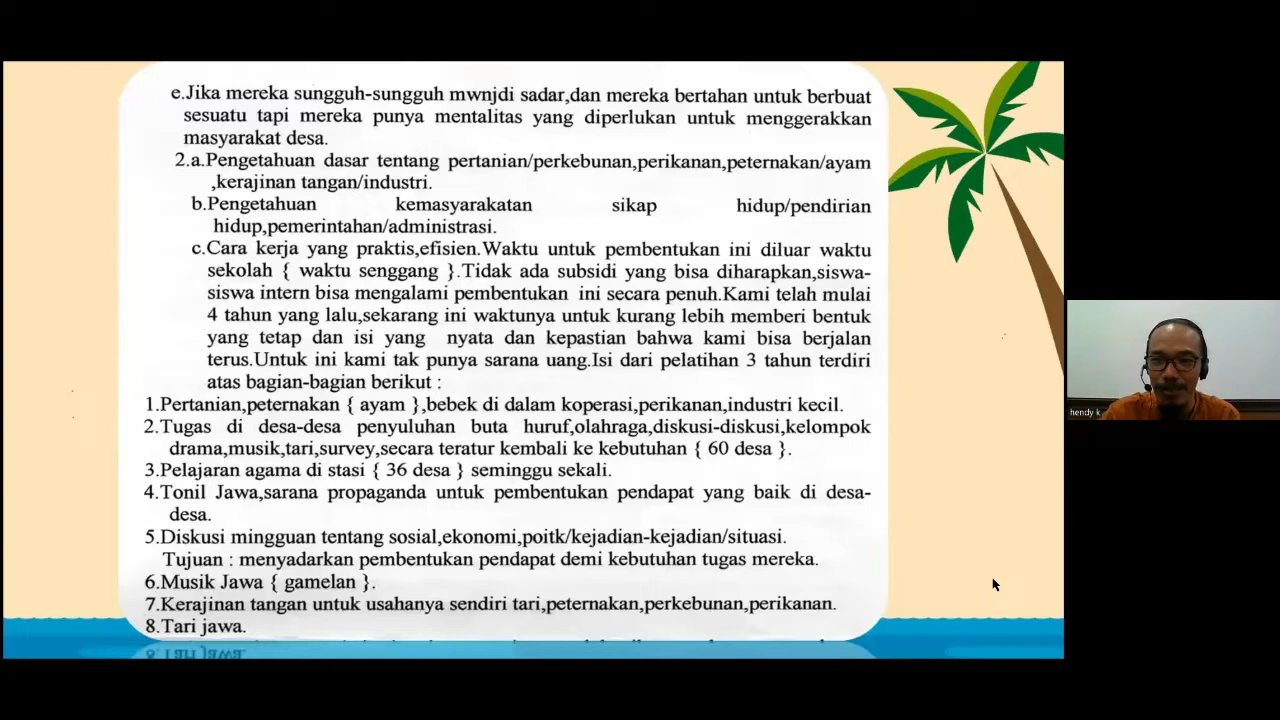 e.Jika mereka sungguh-sungguh mwnjdi sadar,dan mereka bertahan untuk berbuat
sesuatu tapi mereka punya mentalitas yang diperlukan untuk menggerakkan
masyarakat desa.
2.a.Pengetahuan dasar tentang pertanian/perkebunan,perikanan,peternakan/ayam
,kerajinan tangan/industri.
b.Pengetahuan kemasyarakatan sikap hidup/pendirian
hidup,pemerintahan/administrasi.
c.Cara kerja yang praktis,efisien.Waktu untuk pembentukan ini diluar waktu
sekolah { waktu senggang }.Tidak ada subsidi yang bisa diharapkan,siswa-
siswa intern bisa mengalami pembentukan ini secara penuh.Kami telah mulai
4 tahun yang lalu,sekarang ini waktunya untuk kurang lebih memberi bentuk
yang tetap dan isi yang nyata dan kepastian bahwa kami bisa berjalan
terus.Untuk ini kami tak punya sarana uang.Isi dari pelatihan 3 tahun terdiri
atas bagian-bagian berikut :
1.Pertanian,peternakan { ayam },bebek di dalam koperasi,perikanan,industri kecil.
2.Tugas di desa-desa penyuluhan buta huruf,olahraga,diskusi-diskusi,kelompok
drama,musik,tari,survey,secara teratur kembali ke kebutuhan { 60 desa }.
3.Pelajaran agama di stasi { 36 desa } seminggu sekali.
4.Tonil Jawa,sarana propaganda untuk pembentukan pendapat yang baik di desa-
desa.
5.Diskusi mingguan tentang sosial,ekonomi,poitk/kejadian-kejadian/situasi.
Tujuan : menyadarkan pembentukan pendapat demi kebutuhan tugas mereka.
6.Musik Jawa { gamelan }.
7.Kerajinan tangan untuk usahanya sendiri tari,peternakan,perkebunan,perikanan.
8.Tari jawa.
hendy k